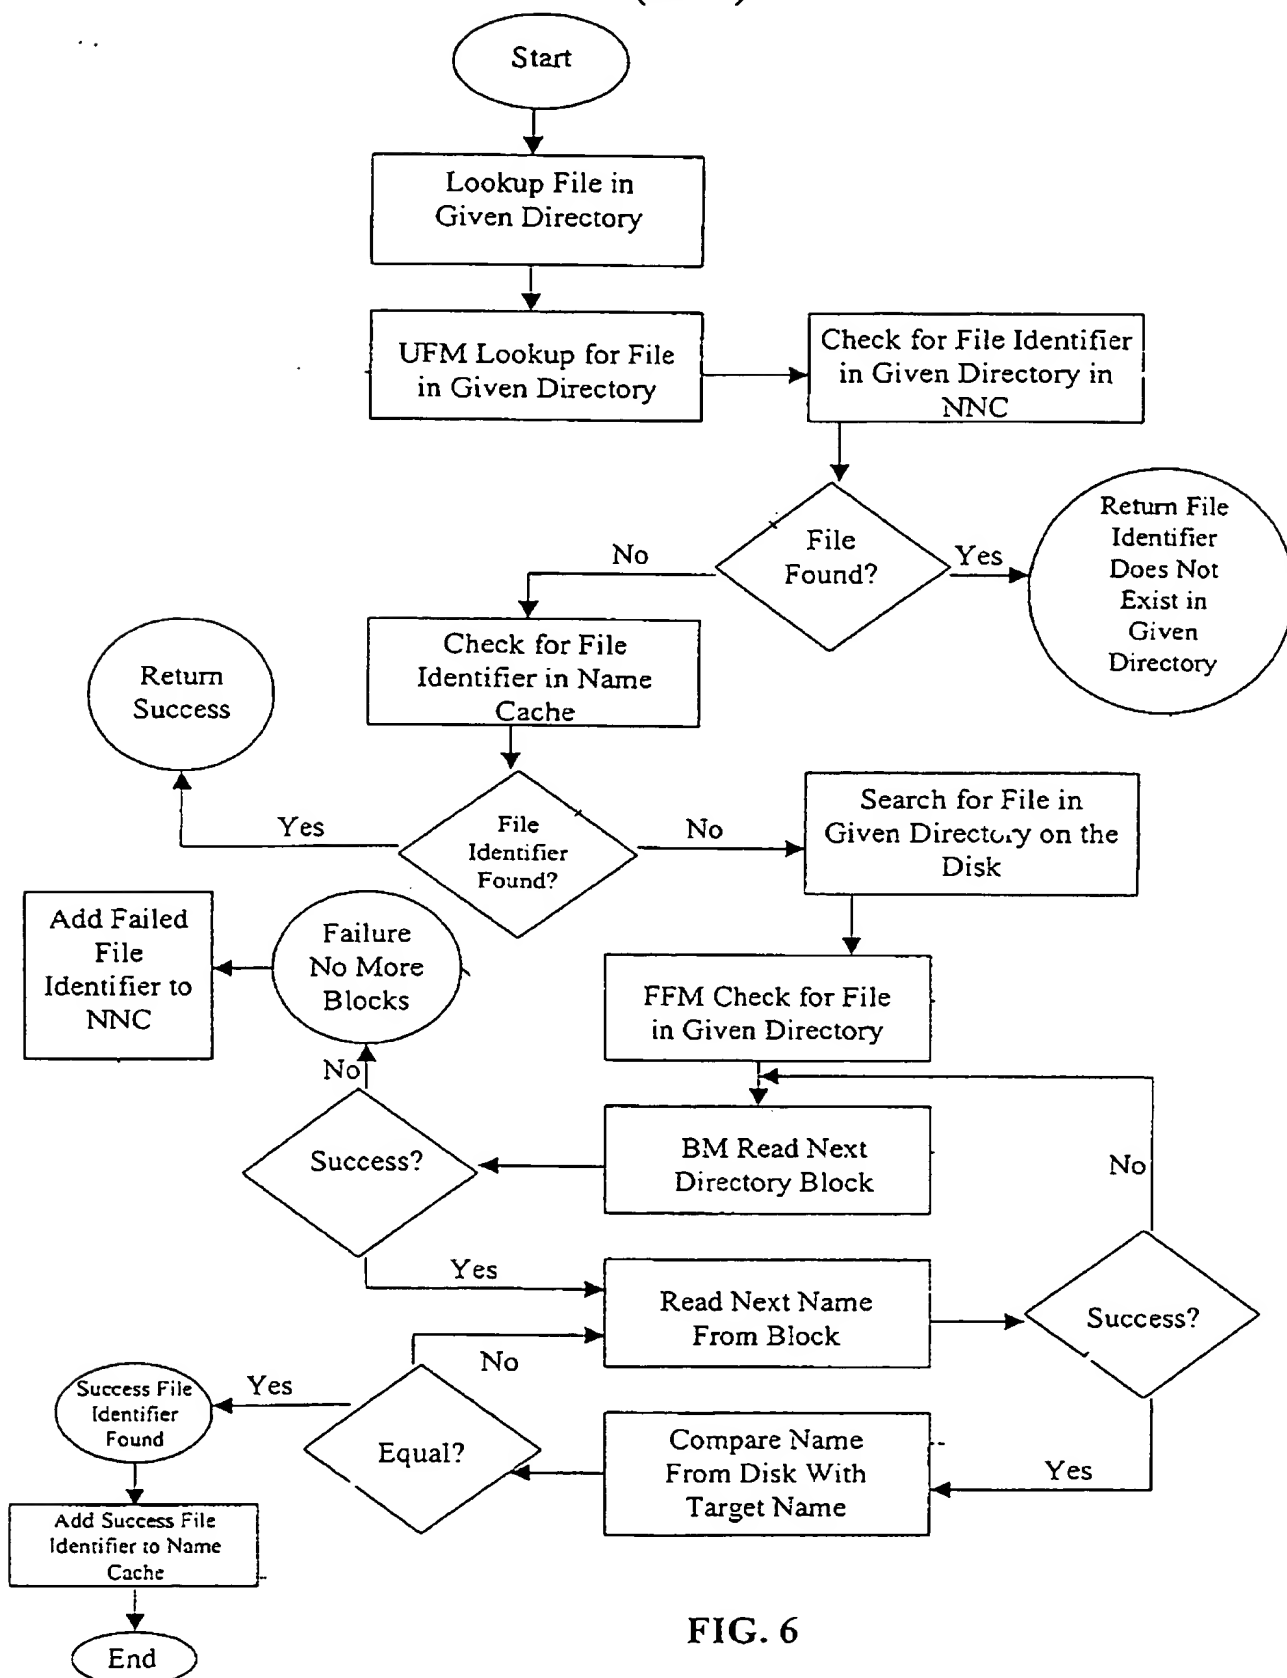 Start
Lookup File in
Given Directory
UFM Lookup for File
in Given Directory
Check for File Identifier
in Given Directory in
NNC
File
Found?
No
Yes
Return File
Identifier
Does Not
Exist in
Given
Directory
Check for File
Identifier in Name
Cache
Return
Success
File
Identifier
Found?
Yes
No
Search for File in
Given Directory on the
Disk
Add Failed
File
Identifier to
NNC
Failure
No More
Blocks
FFM Check for File
in Given Directory
No
Success?
BM Read Next
Directory Block
No
Yes
Read Next Name
From Block
Success?
No
Success File
Identifier
Found
Yes
Equal?
Compare Name
From Disk With
Target Name
Yes
Add Success File
Identifier to Name
Cache
End
FIG. 6